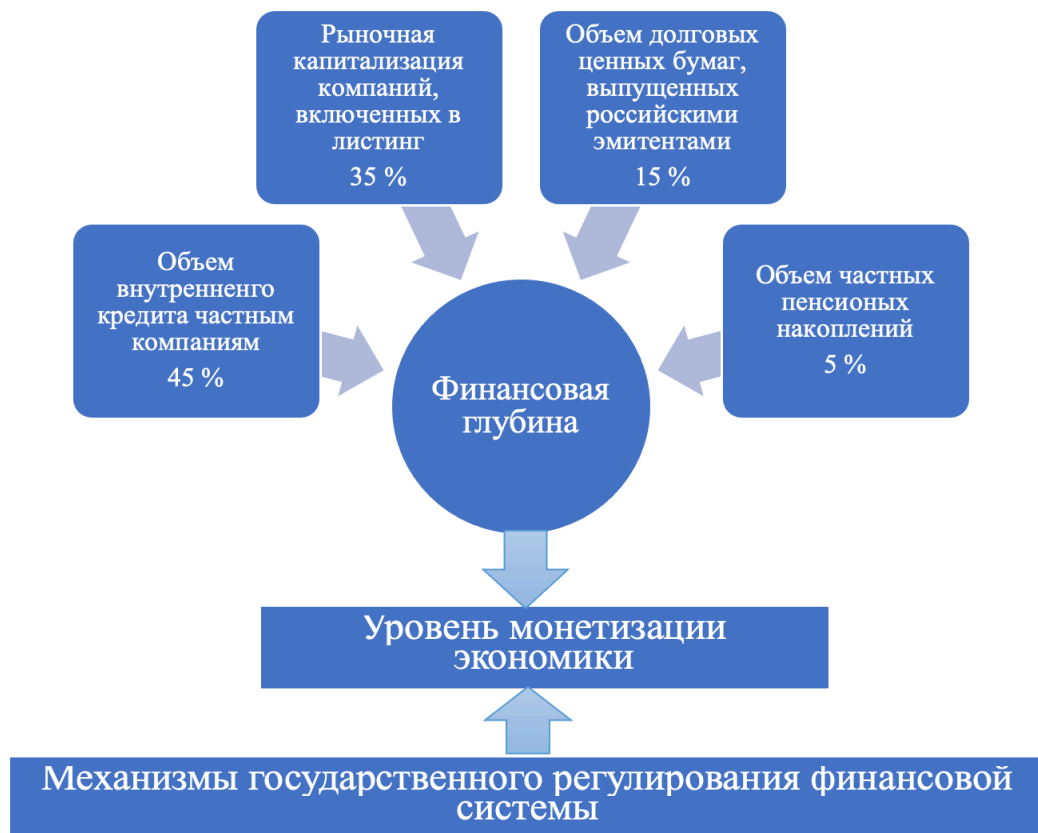 Рыночная
капитализация
компаний,
включенных в
листинг
35 %
Объем долговых
ценных бумаг,
выпущенных
российскими
эмитентами
15 %
Объем
внутренненго
кредита частным
компаниям
45 %
Объем частных
пенсионых
накоплений
5 %
Финансовая
глубина
Уровень монетизации
экономики
Механизмы государственного регулирования финансовой
системы